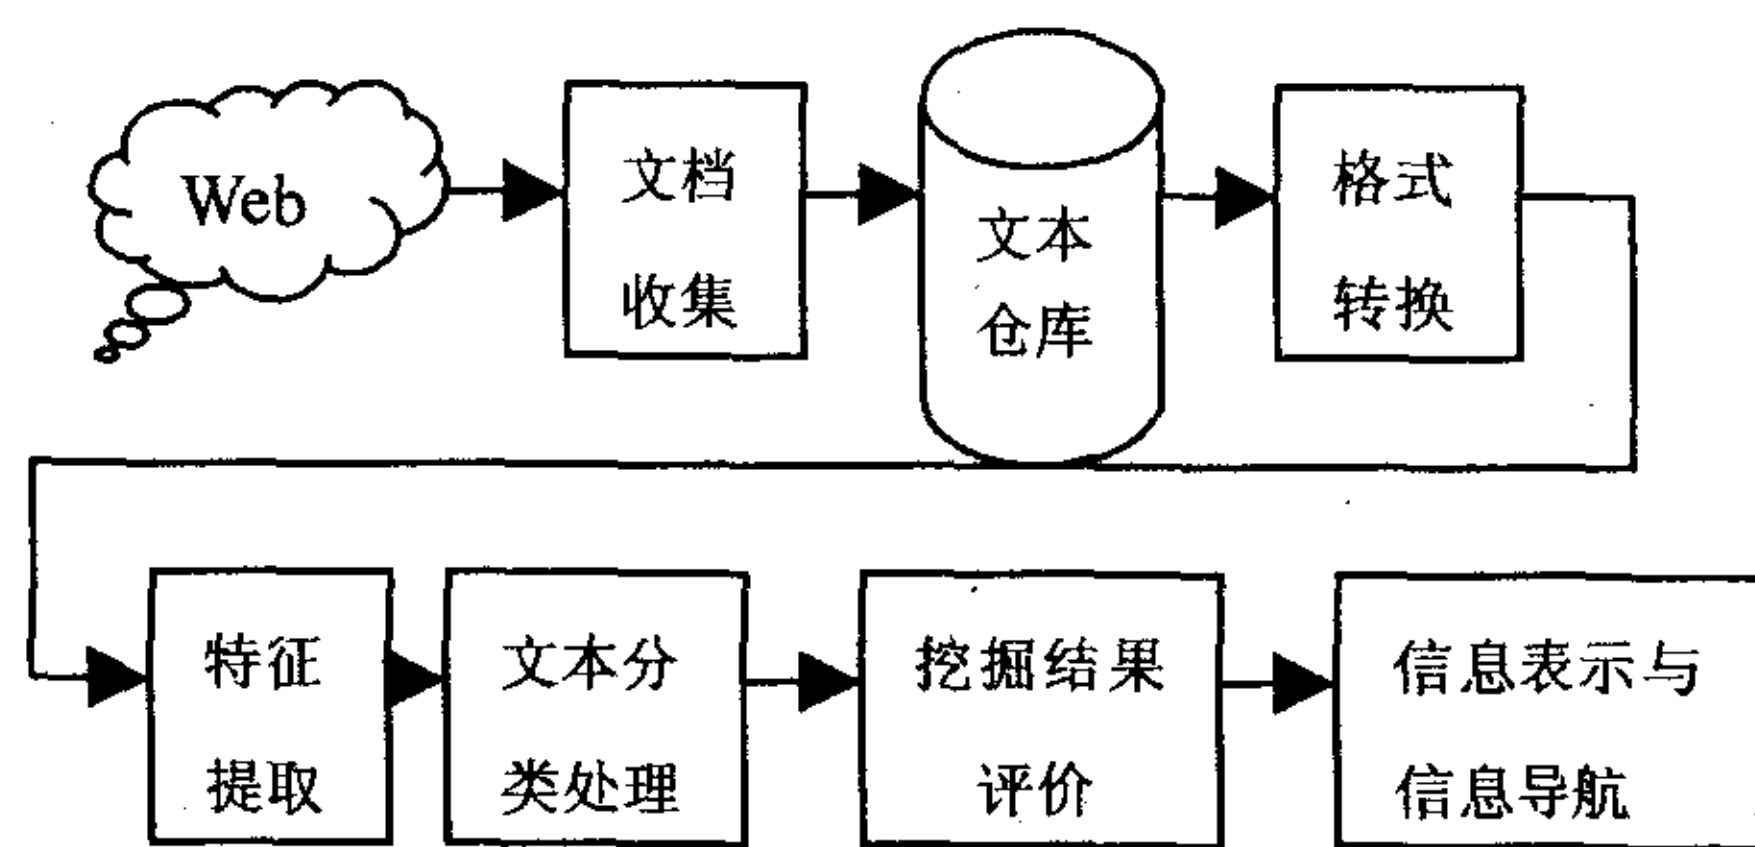 Web
文档
收集
文本
仓库
格式
转换
特征
提取
文本分
类处理
挖掘结果
评价
信息表示与
信息导航